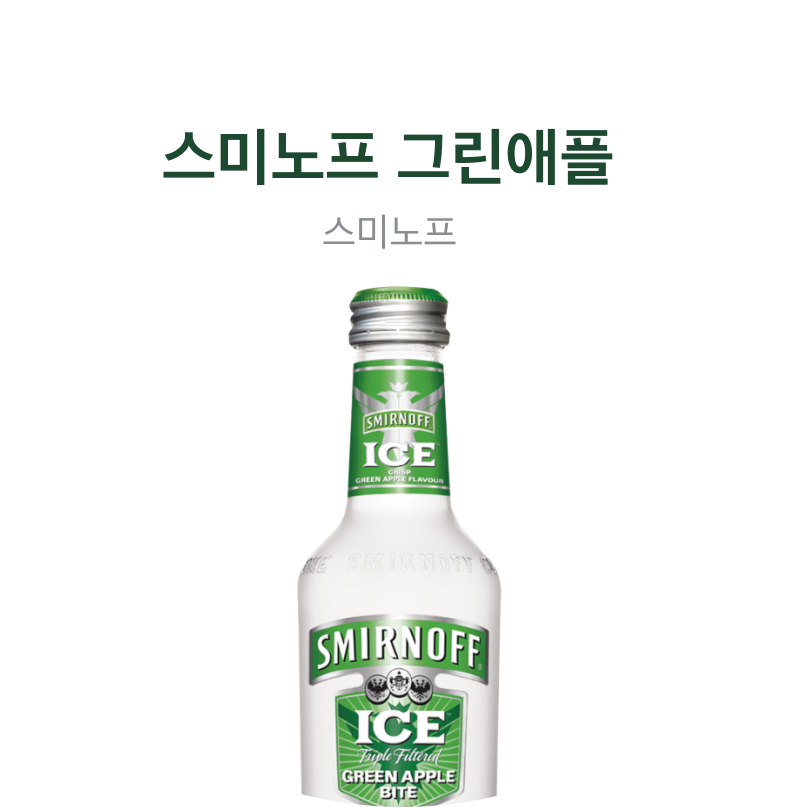 스미노프 그린애플
스미노프
SMIRNOFF
ICE
CRISP
GREEN APPLE FLAVOUR
SMIRNOFF
SMIRNOFF
ICE
Triple Filtered
GREEN APPLE
BITE